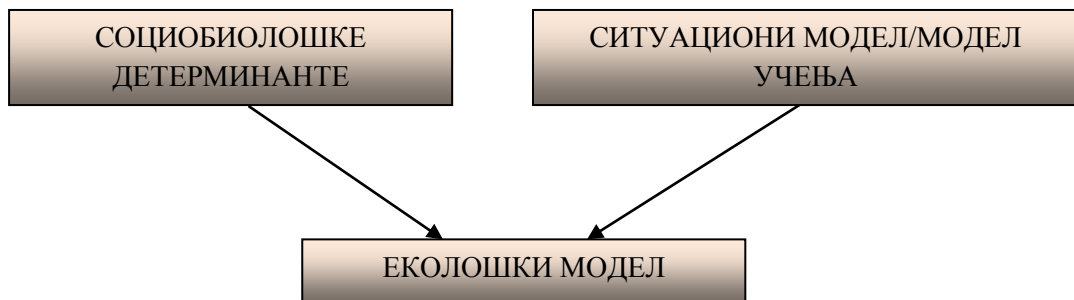 СОЦИОБИОЛОШКЕ
ДЕТЕРМИНАНТЕ
СИТУАЦИОНИ МОДЕЛ/МОДЕЛ
УЧЕЊА
ЕКОЛОШКИ МОДЕЛ